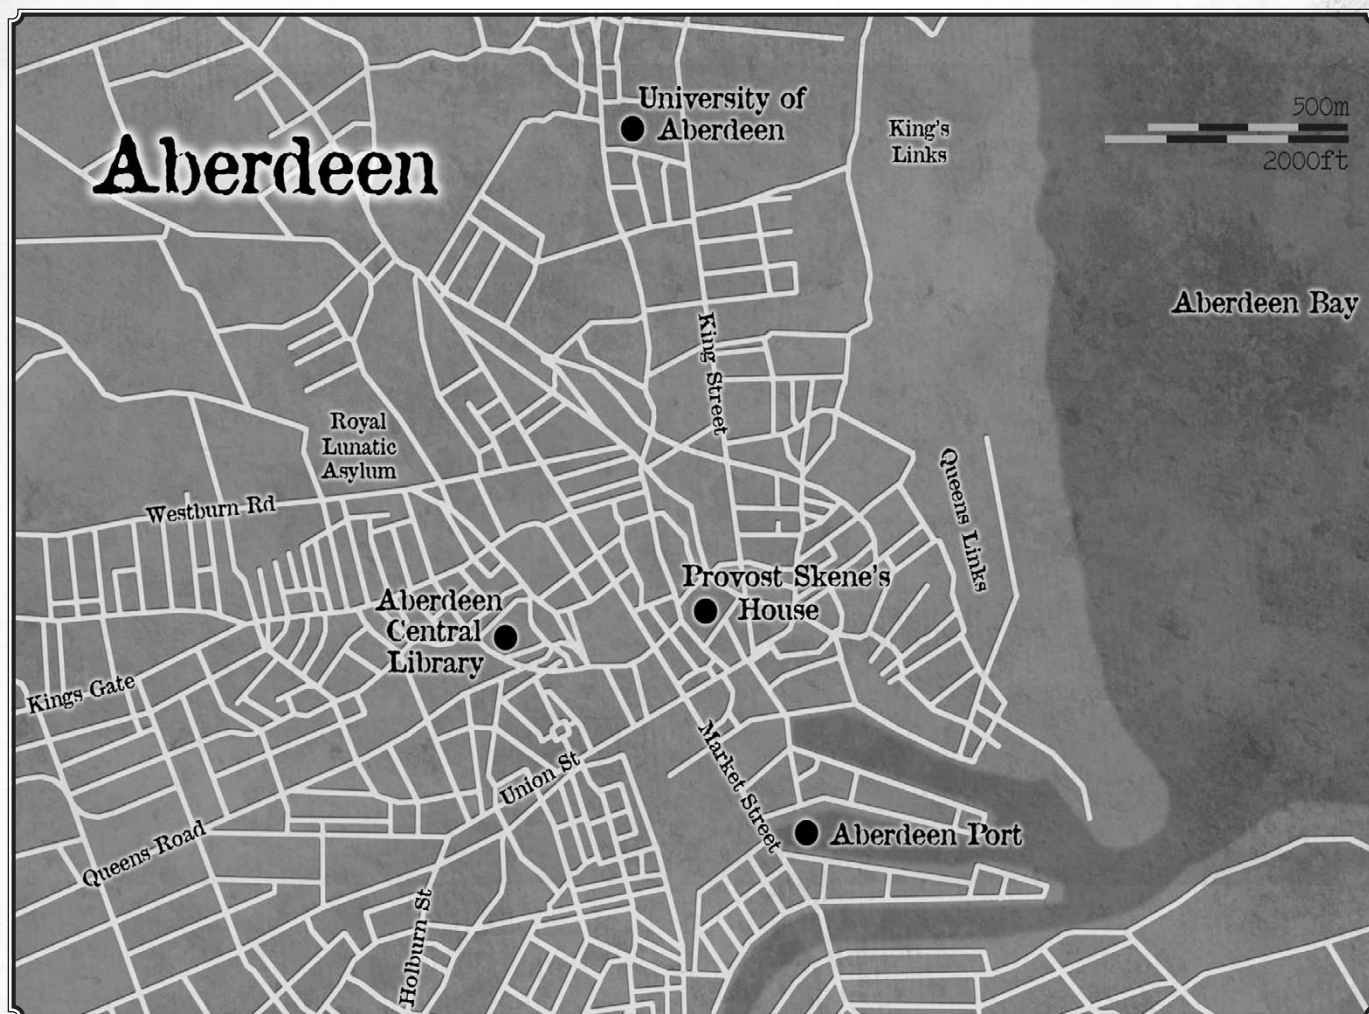 500m
2000ft
University of
Aberdeen
King's
Links
Aberdeen
Aberdeen Bay
King Street
Royal
Lunatic
Asylum
Queens Links
Westburn Rd
Provost Skene's
House
Aberdeen
Central
Library
Kings Gate
Union St
Market Street
Queens Road
Aberdeen Port
Holburn St